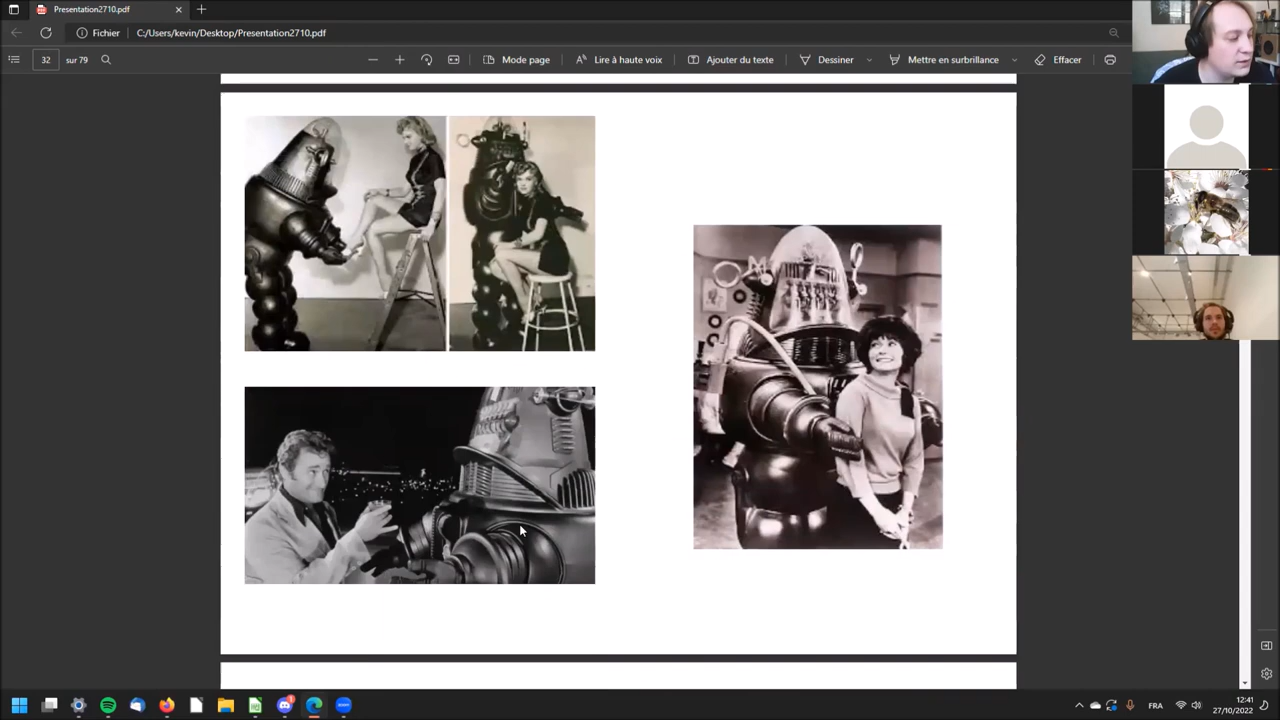 Presentation2710.pdf
Fichier
C:/Users/kevin/Desktop/Presentation2710.pdf
32
sur 79
Mode page
Lire à haute voix
Ajouter du texte
Dessiner
Mettre en surbrillance
Effacer
FRA
12:41
27/10/2022